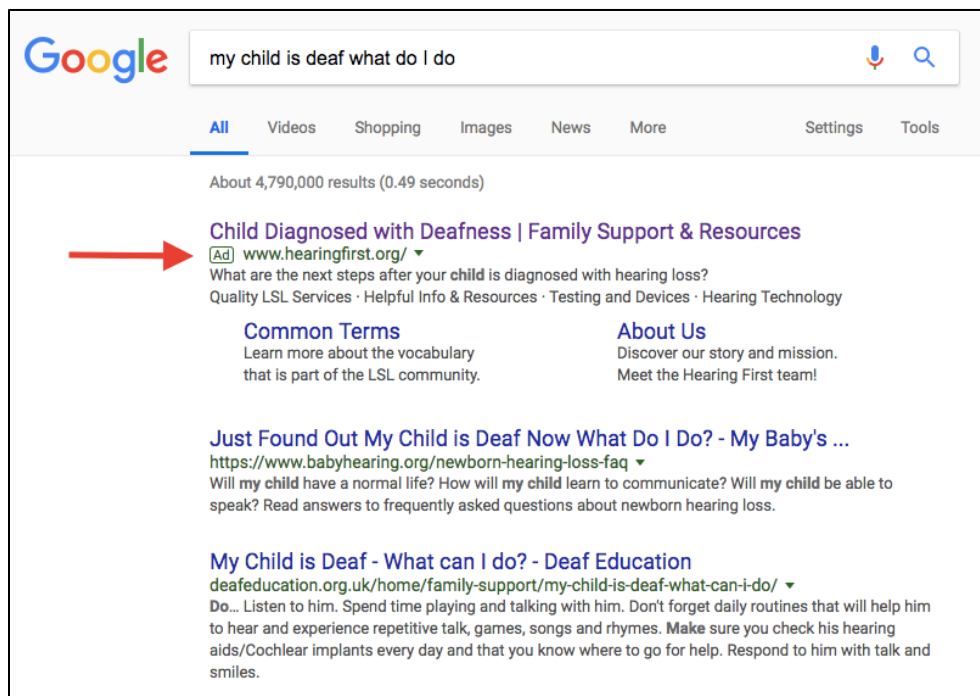 Google
my child is deaf what do I do
All Videos Shopping Images News More Settings Tools
About 4,790,000 results (0.49 seconds)
Child Diagnosed with Deafness | Family Support & Resources
Ad www.hearingfirst.org/
What are the next steps after your child is diagnosed with hearing loss?
Quality LSL Services · Helpful Info & Resources · Testing and Devices · Hearing Technology
Common Terms
Learn more about the vocabulary
that is part of the LSL community.
About Us
Discover our story and mission.
Meet the Hearing First team!
Just Found Out My Child is Deaf Now What Do I Do? - My Baby's ...
https://www.babyhearing.org/newborn-hearing-loss-faq
Will my child have a normal life? How will my child learn to communicate? Will my child be able to
speak? Read answers to frequently asked questions about newborn hearing loss.
My Child is Deaf - What can I do? - Deaf Education
deafeducation.org.uk/home/family-support/my-child-is-deaf-what-can-i-do/
Do... Listen to him. Spend time playing and talking with him. Don't forget daily routines that will help him
to hear and experience repetitive talk, games, songs and rhymes. Make sure you check his hearing
aids/Cochlear implants every day and that you know where to go for help. Respond to him with talk and
smiles.